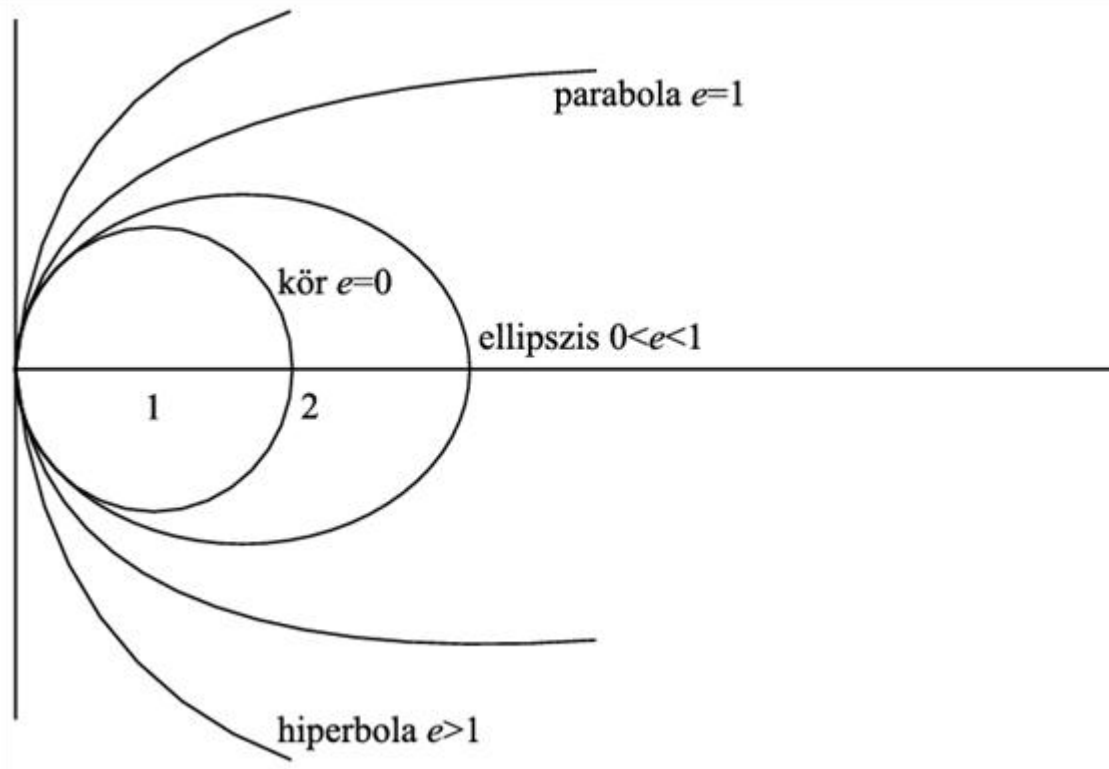 parabola e=1
kör e=0
ellipszis 0<e<1
1
2
hiperbola e>1